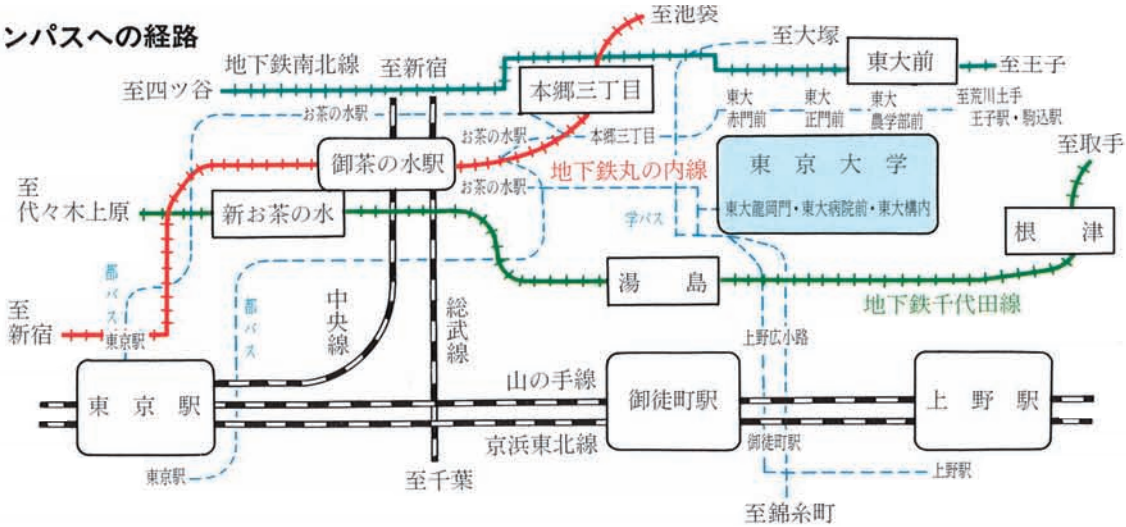 ンパスへの経路
至池袋
至大塚
地下鉄南北線
至新宿
至四ツ谷
本郷三丁目
東大前
至王子
お茶の水駅
お茶の水駅
本郷三丁目
東大
赤門前
東大
正門前
東大
農学部前
至荒川土手
王子駅・駒込駅
至取手
御茶の水駅
地下鉄丸の内線
お茶の水駅
東京大学
東大龍岡門・東大病院前・東大構内
学バス
至
代々木上原
新お茶の水
根津
湯島
地下鉄千代田線
都バス
都バス
中央線
総武線
至
新宿
東京駅
上野広小路
東京駅
山の手線
京浜東北線
御徒町駅
上野駅
御徒町駅
東京駅
至千葉
上野駅
至錦糸町